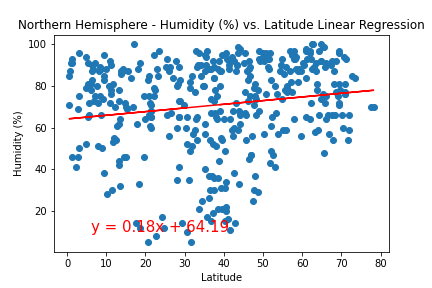 Northern Hemisphere - Humidity (%) vs. Latitude Linear Regression
100
80
60
40
20
Humidity (%)
y = 0.18x + 64.19
0 10 20 30 40 50 60 70 80
Latitude